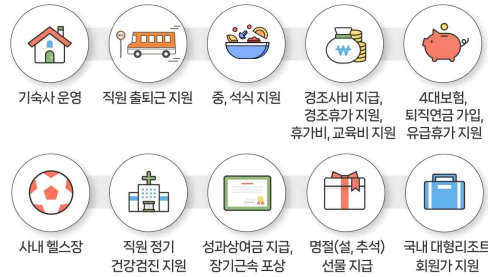 기숙사 운영
직원 출퇴근 지원
중, 석식 지원
경조사비 지급,
경조휴가 지원,
휴가비, 교육비 지원
4대보험,
퇴직연금 가입,
유급휴가 지원
사내 헬스장
직원 정기
건강검진 지원
성과상여금 지급,
장기근속 포상
명절(설, 추석)
선물 지급
국내 대형리조트
회원가 지원